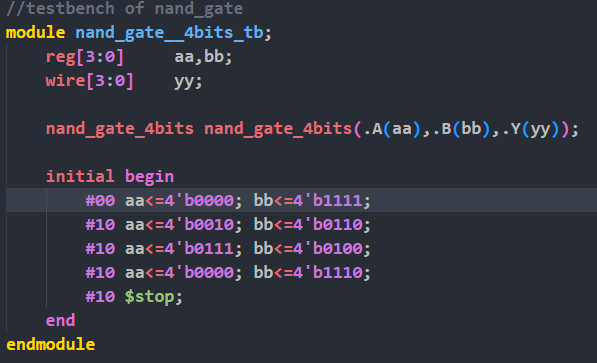 //testbench of nand_gate
module nand_gate__4bits_tb;
reg[3:0] aa,bb;
wire[3:0] yy;
nand_gate_4bits nand_gate_4bits(.A(aa),.B(bb),.Y(yy));
initial begin
#00 aa<=4'b0000; bb<=4'b1111;
#10 aa<=4'b0010; bb<=4'b0110;
#10 aa<=4'b0111; bb<=4'b0100;
#10 aa<=4'b0000; bb<=4'b1110;
#10 $stop;
end
endmodule